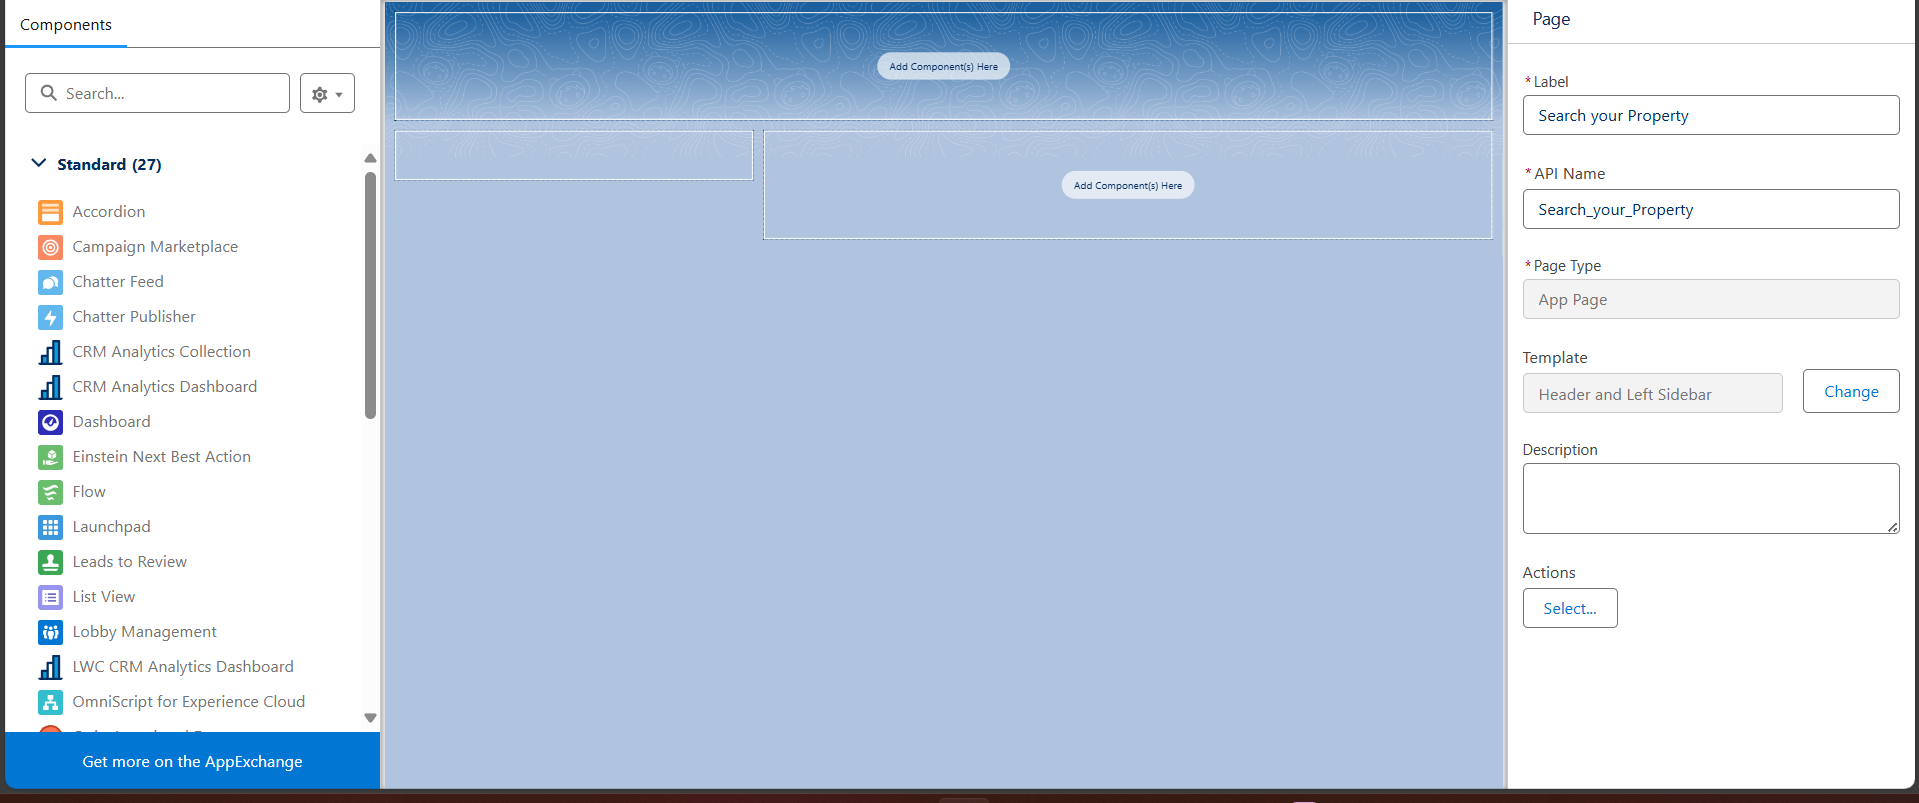 Components
Search...
Standard (27)
Accordion
Campaign Marketplace
Chatter Feed
Chatter Publisher
CRM Analytics Collection
CRM Analytics Dashboard
Dashboard
Einstein Next Best Action
Flow
Launchpad
Leads to Review
List View
Lobby Management
LWC CRM Analytics Dashboard
OmniScript for Experience Cloud
Get more on the AppExchange
Add Component(s) Here
Add Component(s) Here
Page
*Label
Search your Property
*API Name
Search_your_Property
*Page Type
App Page
Template
Header and Left Sidebar
Change
Description
Actions
Select...